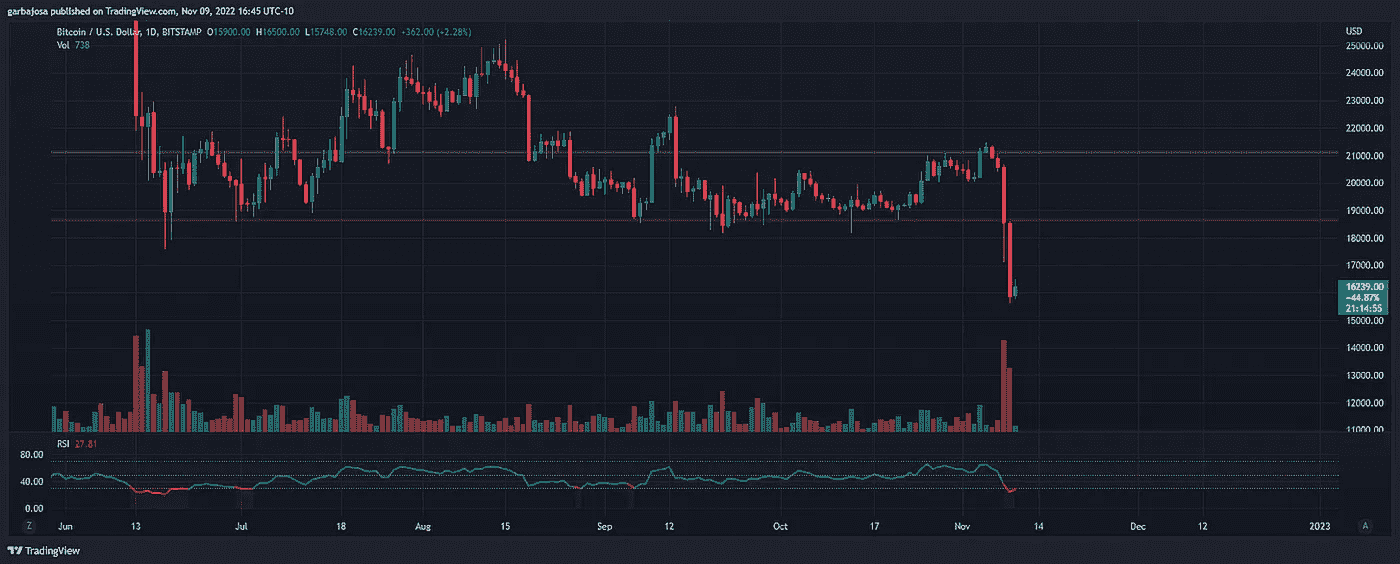 garbajosa published on TradingView.com, Nov 09, 2022 16:45 UTC-10
Bitcoin / U.S. Dollar, 1D, BITSTAMP O15900.00 H16500.00 L15748.00 C16239.00 +362.00 (+2.28%)
Vol 738
USD
25000.00
24000.00
23000.00
22000.00
21000.00
20000.00
19000.00
18000.00
17000.00
16239.00
-44.87%
21:14:55
15000.00
14000.00
13000.00
12000.00
11000.00
RSI 27.81
80.00
40.00
0.00
Z Jun 13 Jul 18 Aug 15 Sep 12 Oct 17 Nov 14 Dec 12 2023 A
TradingView